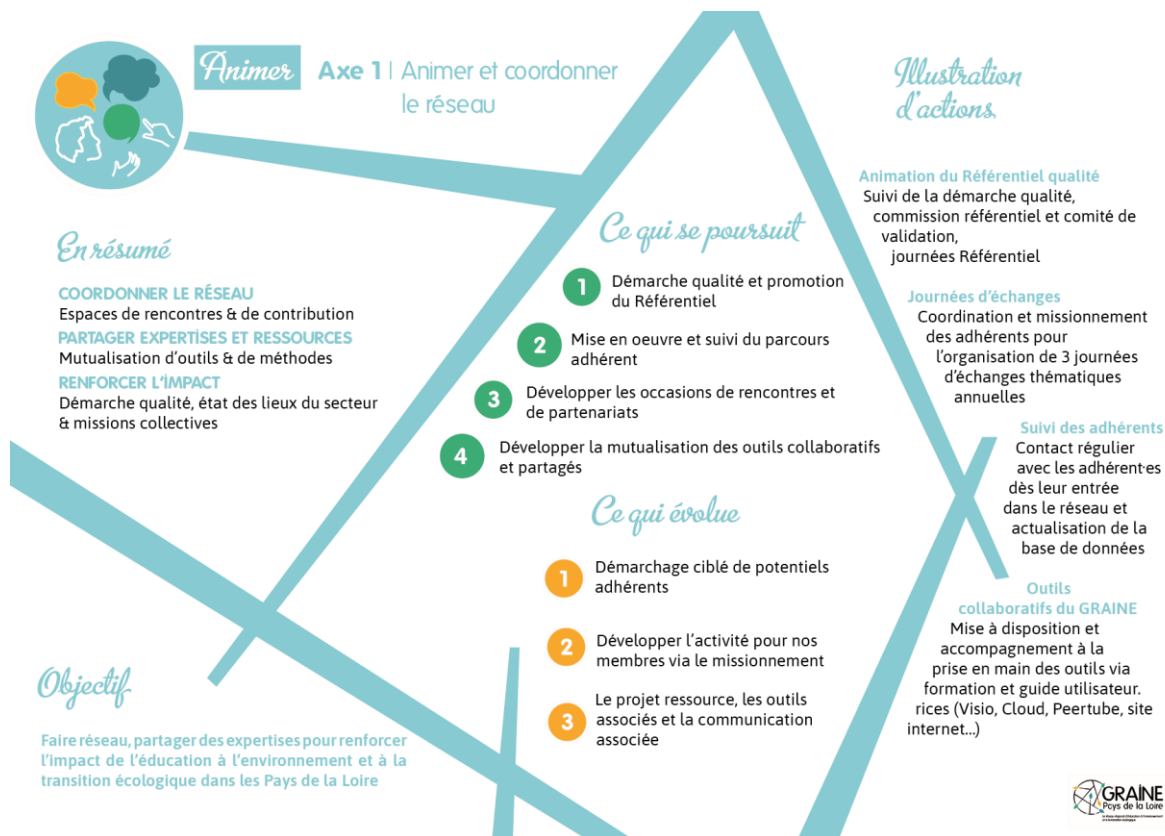 Animer
Axe 1 | Animer et coordonner
le réseau
En résumé
COORDONNER LE RÉSEAU
Espaces de rencontres & de contribution
PARTAGER EXPERTISES ET RESSOURCES
Mutualisation d'outils & de méthodes
RENFORCER L'IMPACT
Démarche qualité, état des lieux du secteur
& missions collectives
Objectif
Faire réseau, partager des expertises pour renforcer
l'impact de l'éducation à l'environnement et à la
transition écologique dans les Pays de la Loire
Ce qui se poursuit
1 Démarche qualité et promotion
du Référentiel
2 Mise en oeuvre et suivi du parcours
adhérent
3 Développer les occasions de rencontres et
de partenariats
4 Développer la mutualisation des outils collaboratifs
et partagés
Ce qui évolue
1 Démarchage ciblé de potentiels
adhérents
2 Développer l'activité pour nos
membres via le missionnement
3 Le projet ressource, les outils
associés et la communication
associée
Illustration
d'actions
Animation du Référentiel qualité
Suivi de la démarche qualité,
commission référentiel et comité de
validation,
journées Référentiel
Journées d'échanges
Coordination et missionnement
des adhérents pour
l'organisation de 3 journées
d'échanges thématiques
annuelles
Suivi des adhérents
Contact régulier
avec les adhérent·es
dès leur entrée
dans le réseau et
actualisation de la
base de données
Outils
collaboratifs du GRAINE
Mise à disposition et
accompagnement à la
prise en main des outils via
formation et guide utilisateur.
rices (Visio, Cloud, Peertube, site
internet...)
GRAINE
Pays de la Loire